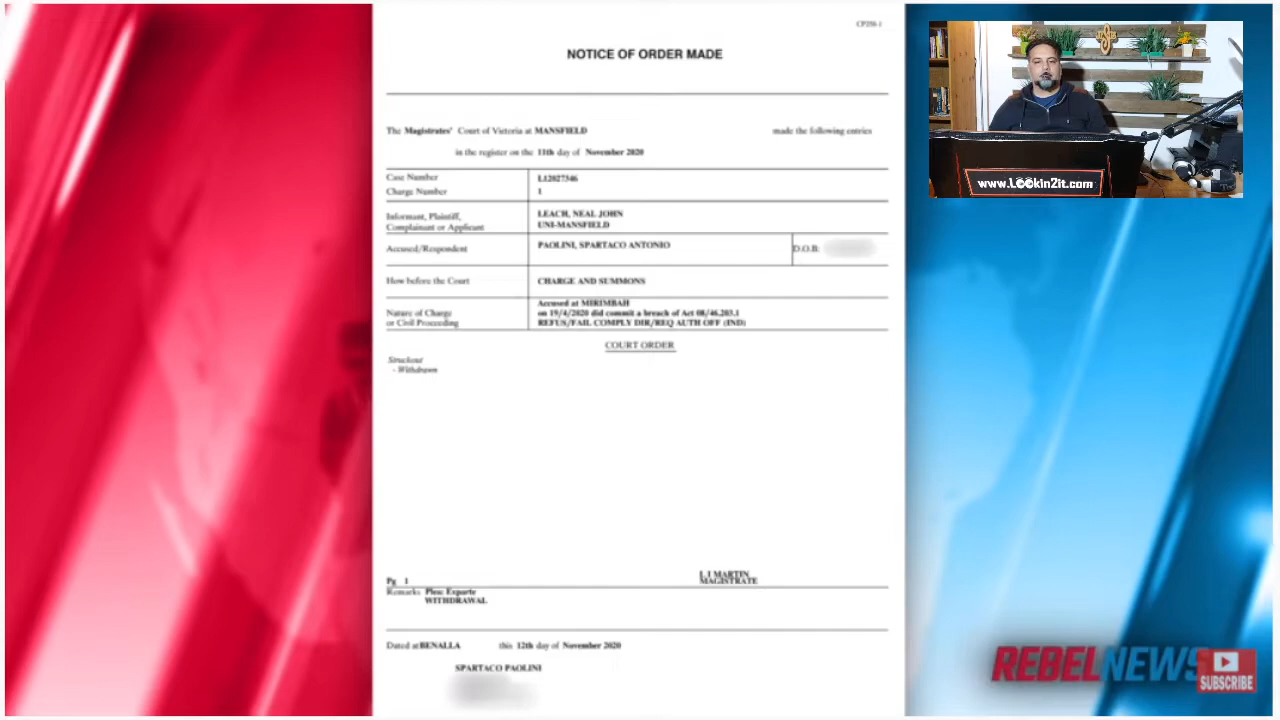 CP258-1
NOTICE OF ORDER MADE
The Magistrates' Court of Victoria at MANSFIELD made the following entries
in the register on the 11th day of November 2020
Case Number L12027346
Charge Number 1
Informant, Plaintiff, LEACH, NEAL JOHN
Complainant or Applicant UNI-MANSFIELD
Accused/Respondent PAOLINI, SPARTACO ANTONIO D.O.B:
How before the Court CHARGE AND SUMMONS
Accused at MIRIMBAH
Nature of Charge on 19/4/2020 did commit a breach of Act 08/46.203.1
or Civil Proceeding REFUS/FAIL COMPLY DIR/REQ AUTH OFF (IND)
COURT ORDER
Struckout
- Withdrawn
L I MARTIN
Pg 1 MAGISTRATE
Remarks Plea: Exparte
WITHDRAWAL
Dated at BENALLA this 12th day of November 2020
SPARTACO PAOLINI
www.LOOkin2it.com
REBELNEWS
SUBSCRIBE